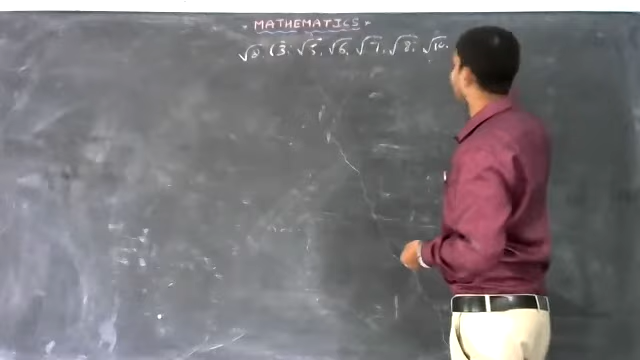 MATHEMATICS
√2, √3, √5, √6, √7, √8, √10,